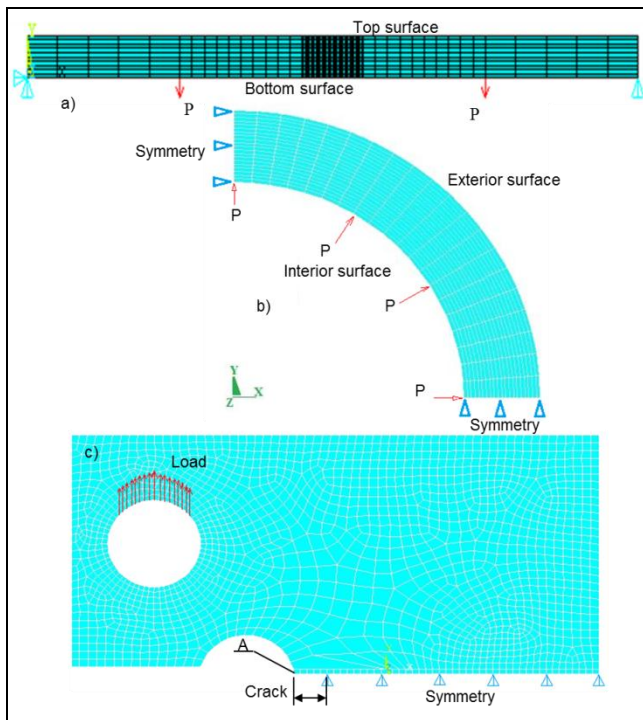 Top surface
Y
X
Bottom surface
a)
P
P
Symmetry
Exterior surface
P
P
Interior surface
P
b)
P
Y
Z
X
Symmetry
c)
Load
A
Y
X
Crack
Symmetry